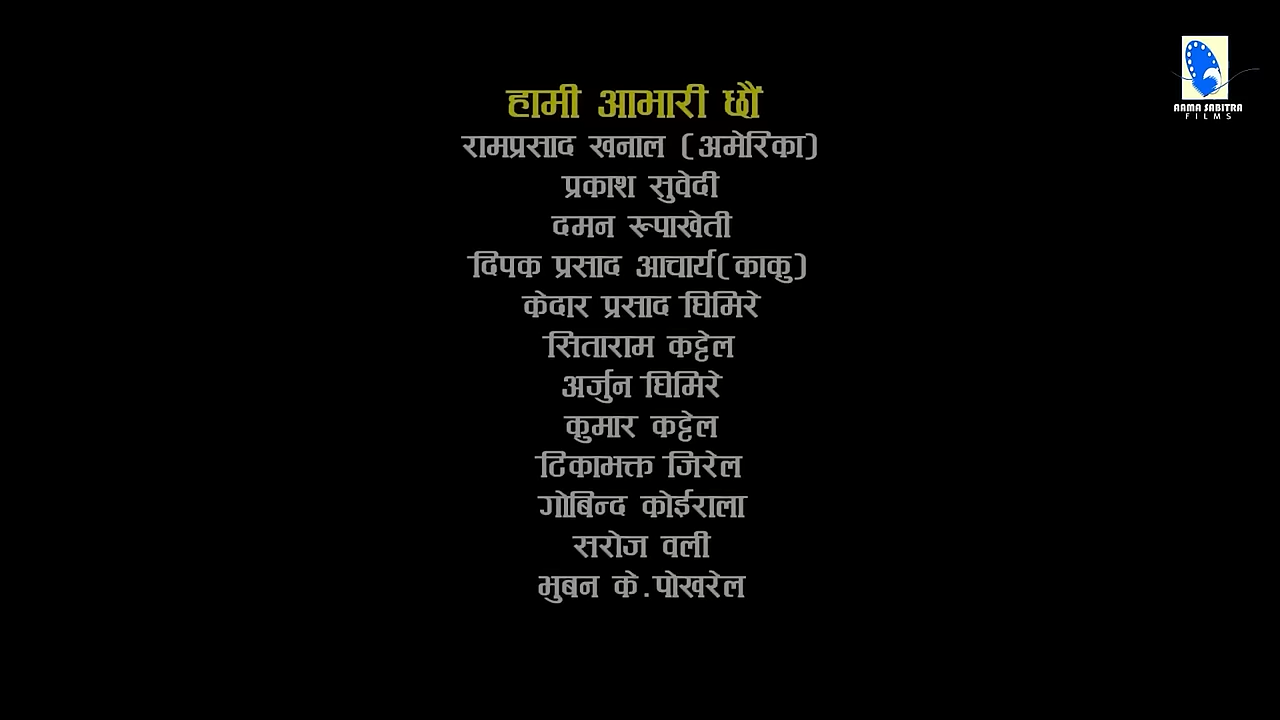 हामी आभारी छौं
रामप्रसाद खनाल (अमेरिका)
प्रकाश सुवेदी
दमन रूपाखेती
दिपक प्रसाद आचार्य(काकु)
केदार प्रसाद घिमिरे
सिताराम कट्टेल
अर्जुन घिमिरे
कुमार कट्टेल
टिकाभक्त जिरेल
गोबिन्द कोईराला
सरोज वली
भुबन के.पोखरेल
AAMA SABITRA
FILMS